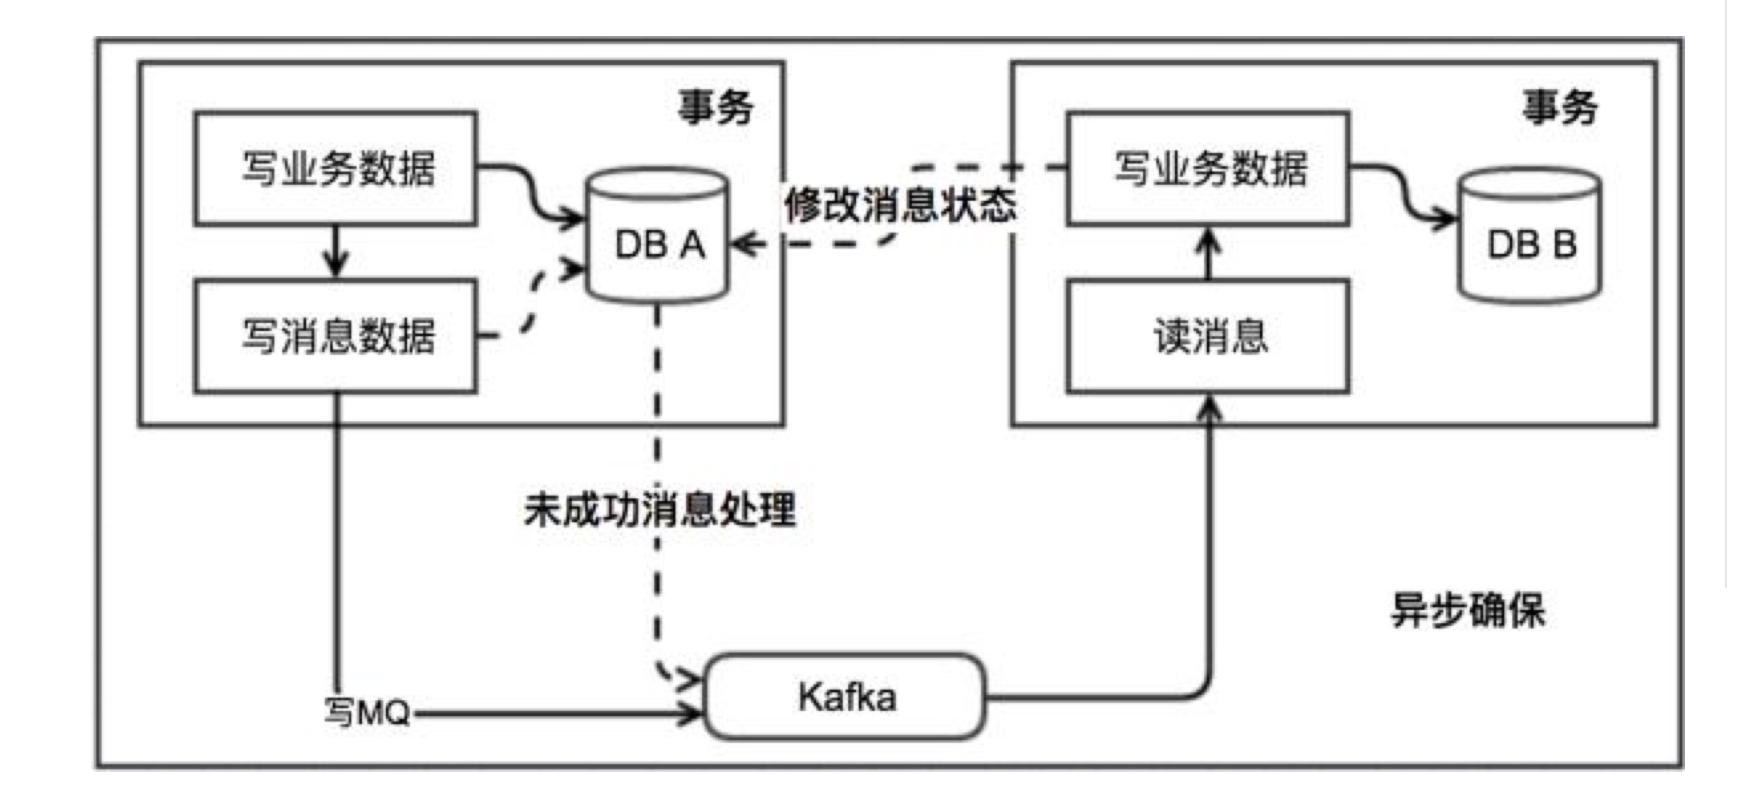 事务
事务
写业务数据
写业务数据
修改消息状态
DB A
DB B
写消息数据
读消息
未成功消息处理
异步确保
Kafka
写MQ